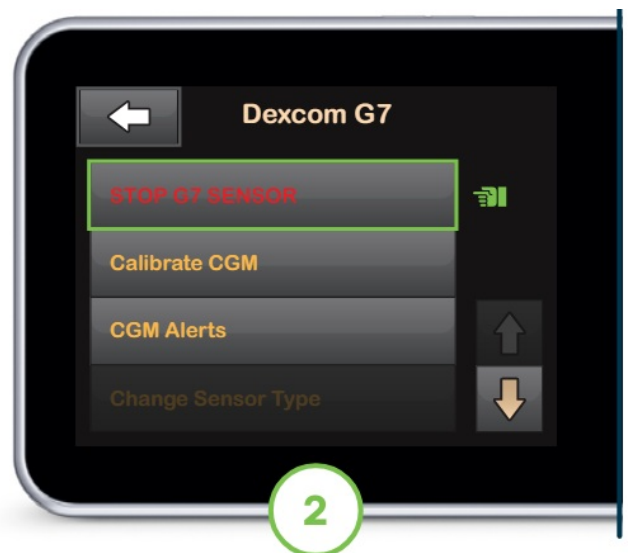 Dexcom G7
STOP G7 SENSOR
Calibrate CGM
CGM Alerts
Change Sensor Type
2